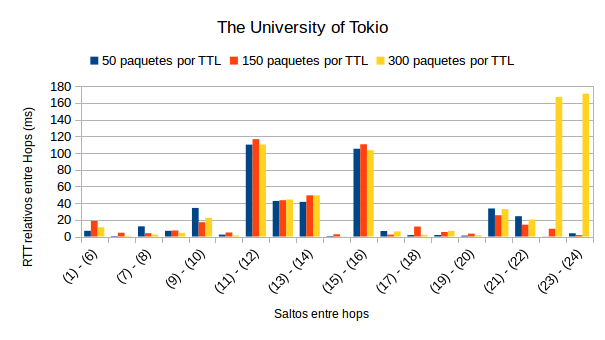 The University of Tokio
50 paquetes por TTL 150 paquetes por TTL 300 paquetes por TTL
RTT relativos entre Hops (ms)
180
160
140
120
100
80
60
40
20
0
(1) - (6) (7) - (8) (9) - (10) (11) - (12) (13) - (14) (15) - (16) (17) - (18) (19) - (20) (21) - (22) (23) - (24)
Saltos entre hops